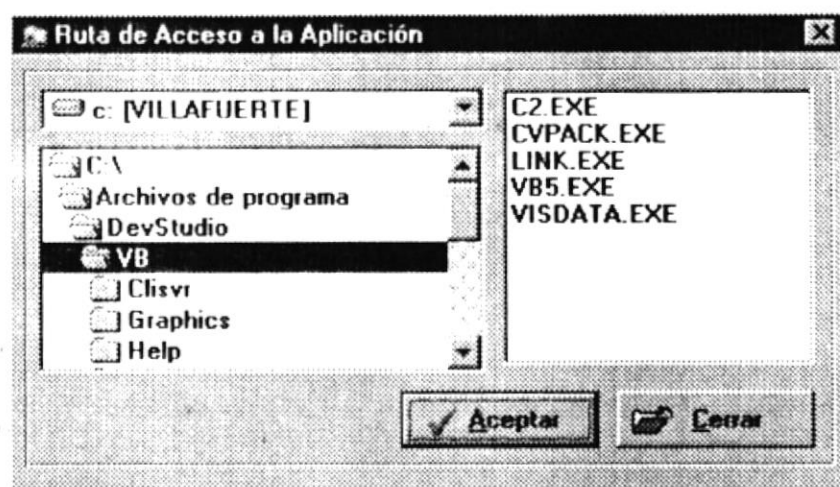 Ruta de Acceso a la Aplicación
c: [VILLAFUERTE]
C:\
Archivos de programa
DevStudio
VB
Clisvr
Graphics
Help
C2.EXE
CVPACK.EXE
LINK.EXE
VB5.EXE
VISDATA.EXE
Aceptar
Cerrar